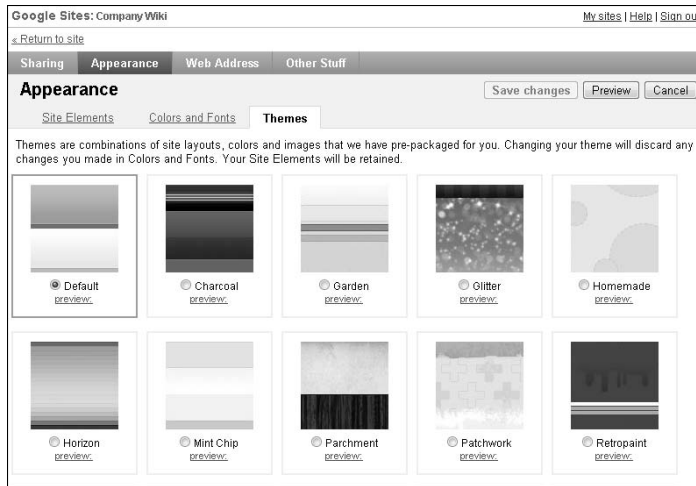 Google Sites: Company Wiki
My sites | Help | Sign ou
« Return to site
Sharing Appearance Web Address Other Stuff
Appearance
Save changes Preview Cancel
Site Elements Colors and Fonts Themes
Themes are combinations of site layouts, colors and images that we have pre-packaged for you. Changing your theme will discard any
changes you made in Colors and Fonts. Your Site Elements will be retained.
Default Charcoal Garden Glitter Homemade
preview: preview: preview: preview: preview:
Horizon Mint Chip Parchment Patchwork Retropaint
preview: preview: preview: preview: preview: